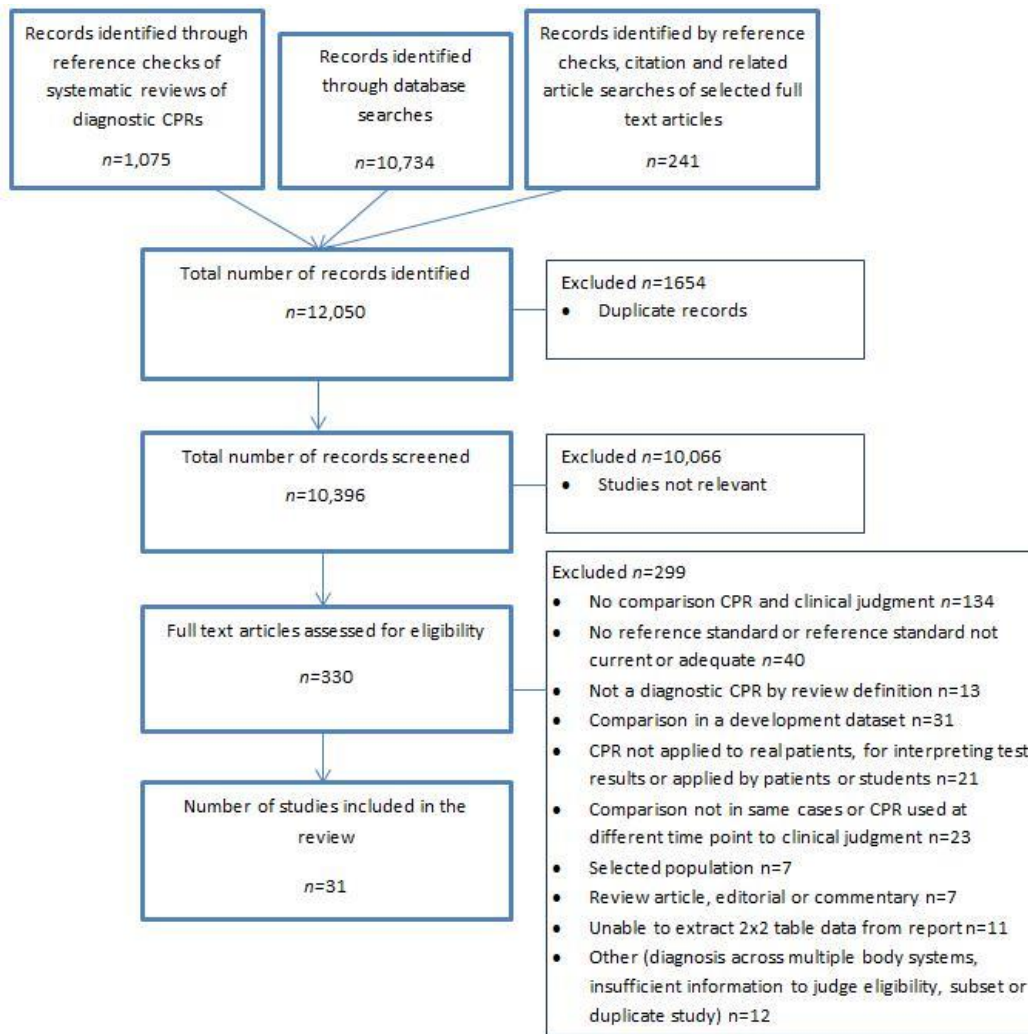 Records identified through
reference checks of
systematic reviews of
diagnostic CPRs
n=1,075
Records identified
through database
searches
n=10,734
Records identified by reference
checks, citation and related
article searches of selected full
text articles
n=241
Total number of records identified
n=12,050
Excluded n=1654
• Duplicate records
Total number of records screened
n=10,396
Excluded n=10,066
• Studies not relevant
Full text articles assessed for eligibility
n=330
Excluded n=299
• No comparison CPR and clinical judgment n=134
• No reference standard or reference standard not
current or adequate n=40
• Not a diagnostic CPR by review definition n=13
• Comparison in a development dataset n=31
• CPR not applied to real patients, for interpreting test
results or applied by patients or students n=21
• Comparison not in same cases or CPR used at
different time point to clinical judgment n=23
• Selected population n=7
• Review article, editorial or commentary n=7
• Unable to extract 2x2 table data from report n=11
• Other (diagnosis across multiple body systems,
insufficient information to judge eligibility, subset or
duplicate study) n=12
Number of studies included in the
review
n=31